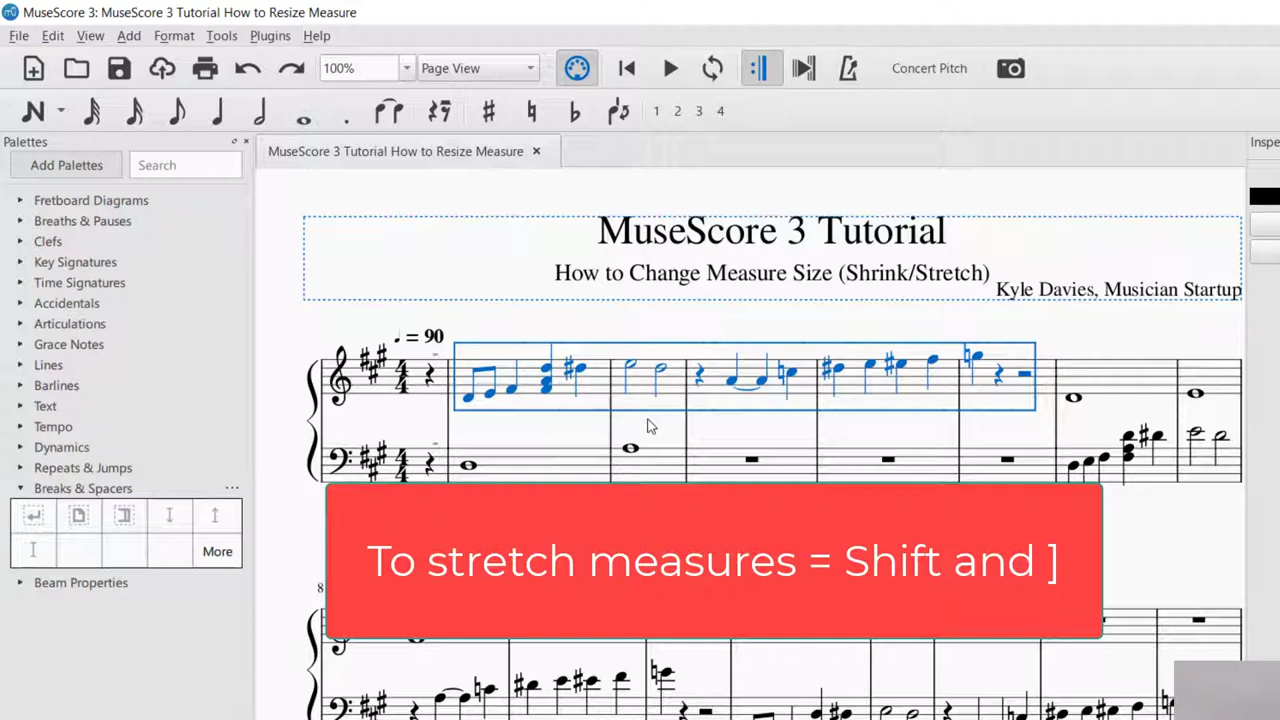 MuseScore 3: MuseScore 3 Tutorial How to Resize Measure
File Edit View Add Format Tools Plugins Help
100% Page View Concert Pitch
1 2 3 4
Palettes
MuseScore 3 Tutorial How to Resize Measure
Inspe
Add Palettes Search
Fretboard Diagrams
Breaths & Pauses
Clefs
Key Signatures
Time Signatures
Accidentals
Articulations
Grace Notes
Lines
Barlines
Text
Tempo
Dynamics
Repeats & Jumps
Breaks & Spacers
More
Beam Properties
MuseScore 3 Tutorial
How to Change Measure Size (Shrink/Stretch)
Kyle Davies, Musician Startup
= 90
To stretch measures = Shift and ]
8